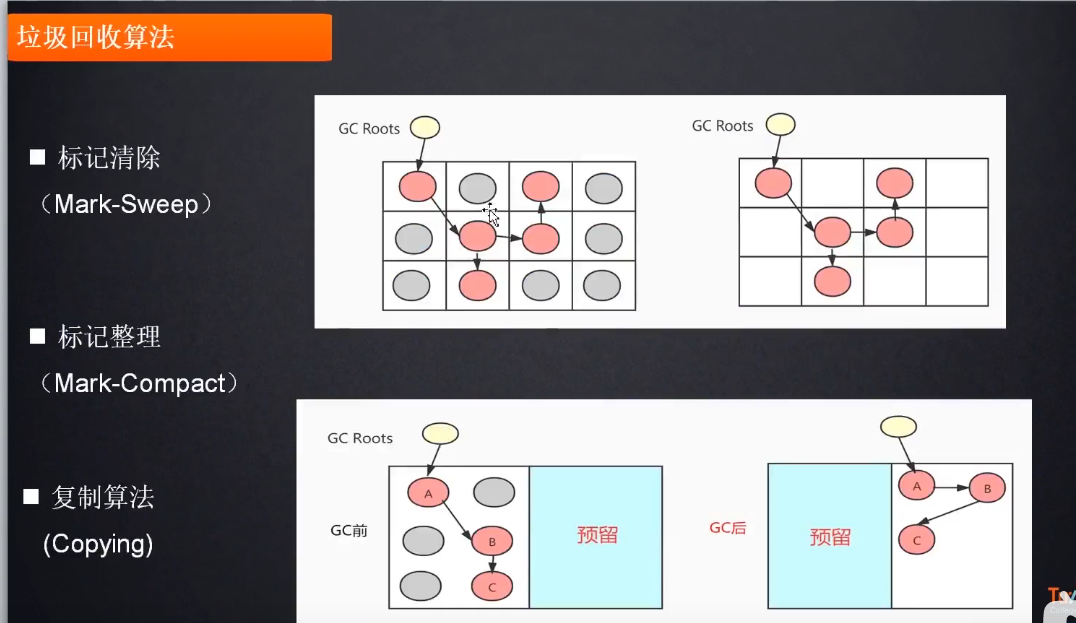 垃圾回收算法
■ 标记清除
（Mark-Sweep）
■ 标记整理
（Mark-Compact）
■ 复制算法
(Copying)
GC Roots
GC Roots
GC Roots
GC前
A
B
C
预留
GC后
预留
A
B
C